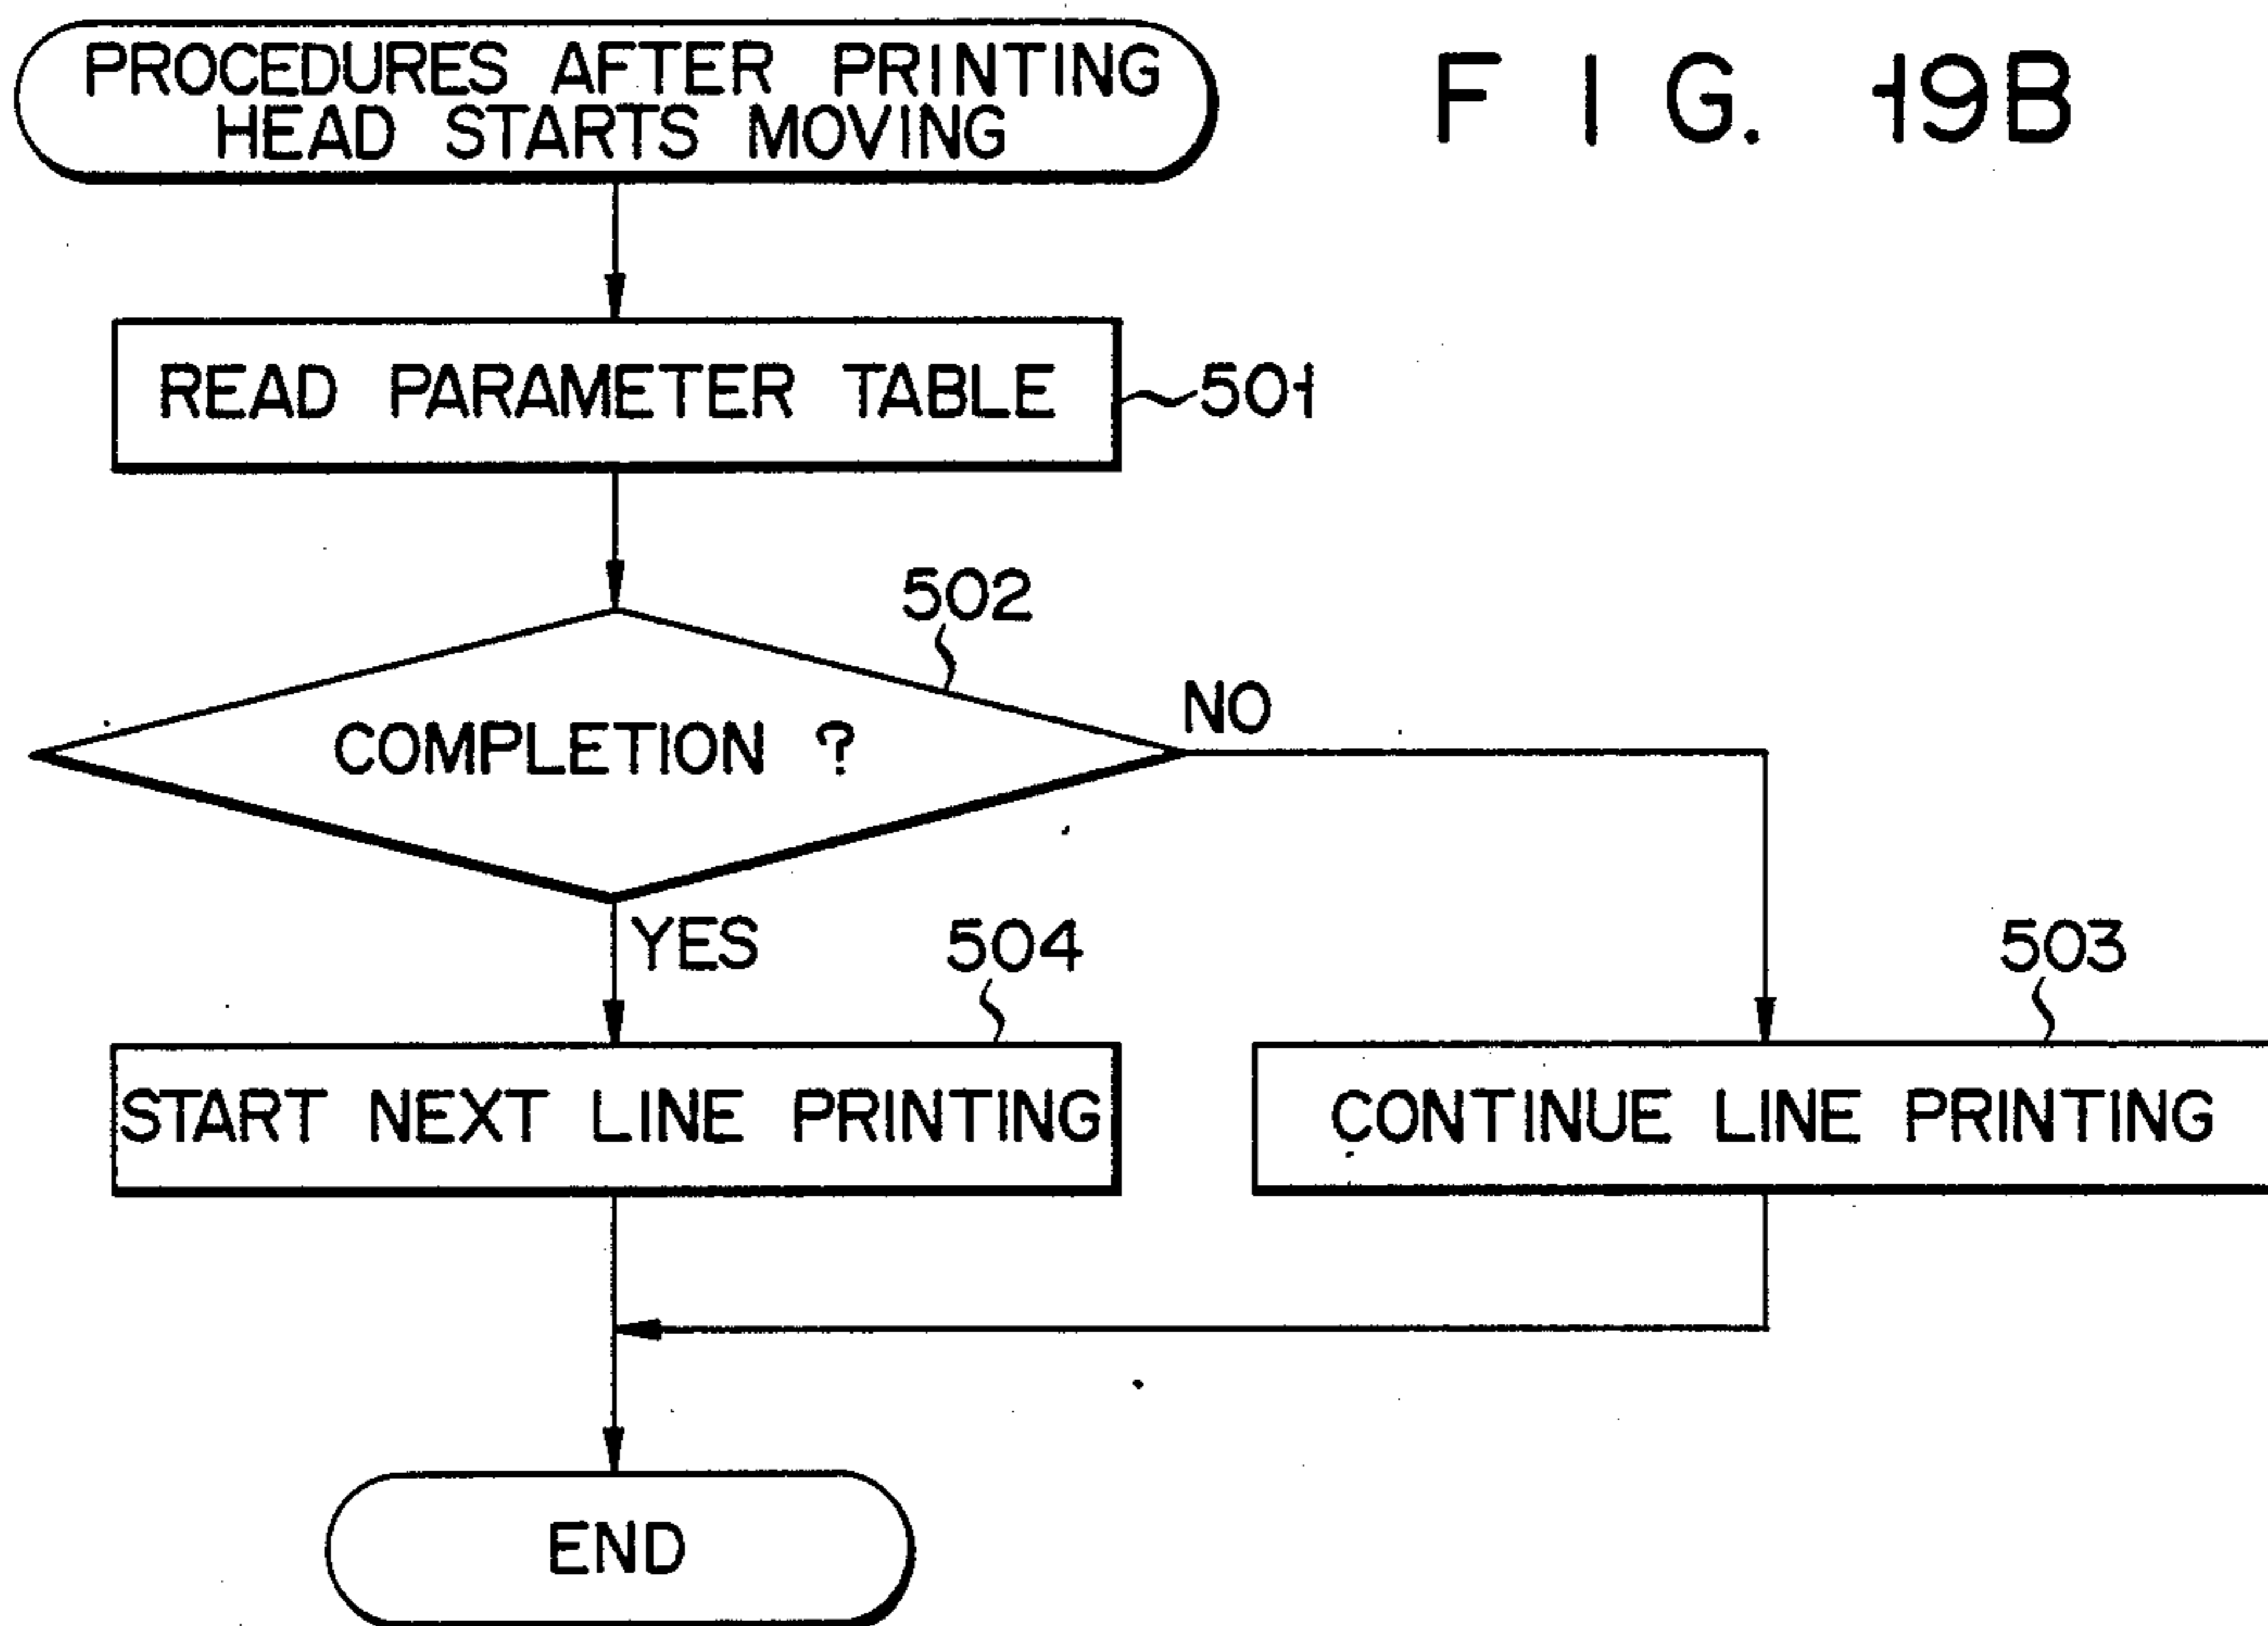 PROCEDURES AFTER PRINTING
HEAD STARTS MOVING
FIG. 19B
READ PARAMETER TABLE
501
502
COMPLETION ?
NO
YES
504
503
START NEXT LINE PRINTING
CONTINUE LINE PRINTING
END